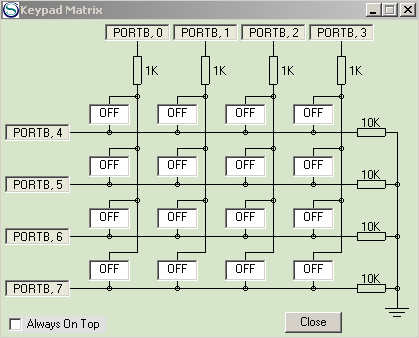 Keypad Matrix
PORTB, 0 PORTB, 1 PORTB, 2 PORTB, 3
1K 1K 1K 1K
OFF OFF OFF OFF
PORTB, 4 10K
OFF OFF OFF OFF
PORTB, 5 10K
OFF OFF OFF OFF
PORTB, 6 10K
OFF OFF OFF OFF
PORTB, 7 10K
Always On Top Close